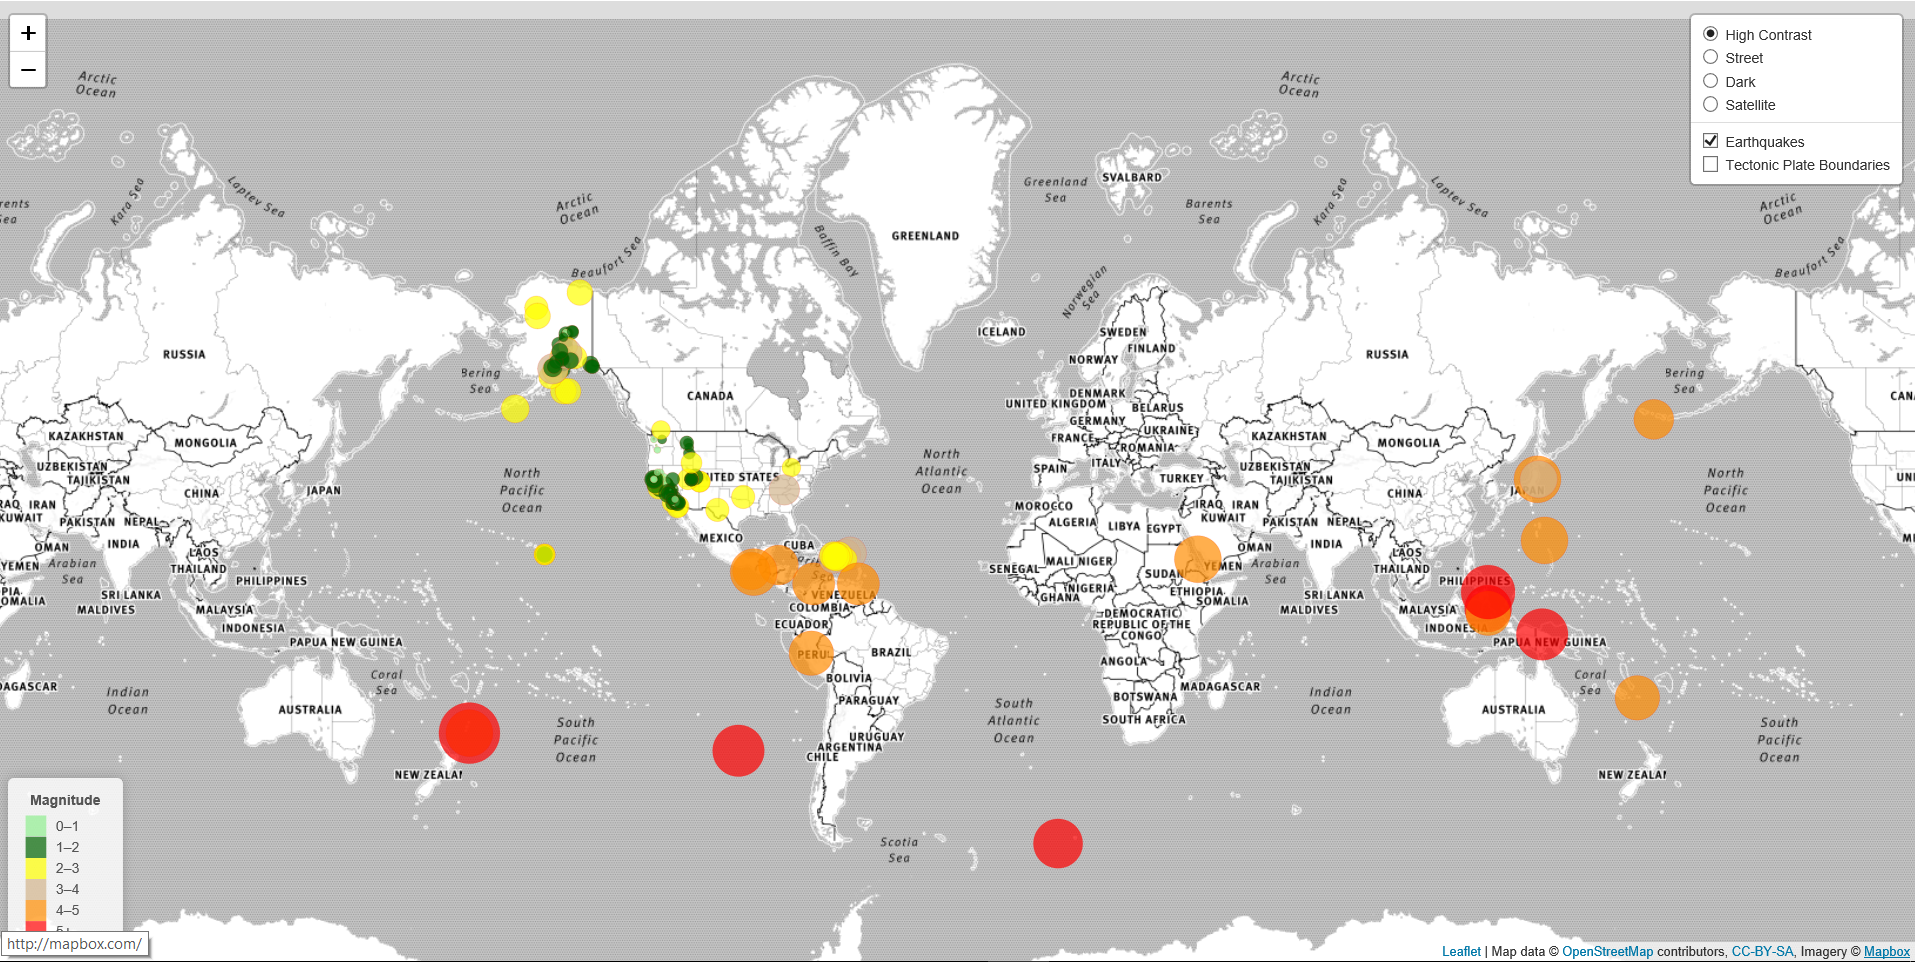 +
−
High Contrast
Street
Dark
Satellite
Earthquakes
Tectonic Plate Boundaries
Arctic
Ocean
Arctic
Ocean
Arctic
Ocean
Arctic
Ocean
Kara Sea
Laptev Sea
Beaufort Sea
Baffin Bay
Greenland
Sea
SVALBARD
Barents
Sea
Kara Sea
Laptev Sea
Beaufort Sea
rents
ea
GREENLAND
Norwegian
Sea
ICELAND
SWEDEN
FINLAND
NORWAY
RUSSIA
RUSSIA
Bering
Sea
Bering
Sea
CANADA
CAN
DENMARK
UNITED KINGDOM
BELARUS
GERMANY
UKRAINE
FRANCE
ROMANIA
ITALY
SPAIN
TURKEY
KAZAKHSTAN
MONGOLIA
UZBEKISTAN
TAJIKISTAN
CHINA
JAPAN
KAZAKHSTAN
MONGOLIA
UZBEKISTAN
TAJIKISTAN
CHINA
North
Pacific
Ocean
ITED STATES
North
Atlantic
Ocean
North
Pacific
Ocean
UN
RAQ IRAN
KUWAIT
PAKISTAN NEPAL
OMAN
INDIA
LAOS
THAILAND
YEMEN
Arabian
Sea
PHILIPPINES
SRI LANKA
MALDIVES
OMALIA
MALAYSIA
INDONESIA
PAPUA NEW GUINEA
MEXICO
CUBA
VENEZUELA
COLOMBIA
ECUADOR
PERU
BRAZIL
BOLIVIA
PARAGUAY
URUGUAY
ARGENTINA
CHILE
MOROCCO
ALGERIA
LIBYA
EGYPT
IRAQ IRAN
KUWAIT
PAKISTAN NEPAL
SENEGAL
MALI NIGER
SUDAN
YEMEN
OMAN
Arabian
Sea
INDIA
LAOS
THAILAND
NIGERIA
GHANA
ETHIOPIA
SOMALIA
SRI LANKA
MALDIVES
PHILIPPINES
MALAYSIA
INDONESIA
PAPUA NEW GUINEA
DEMOCRATIC
REPUBLIC OF THE
CONGO
ANGOLA
BOTSWANA
MADAGASCAR
SOUTH AFRICA
DAGASCAR
Indian
Ocean
Coral
Sea
AUSTRALIA
South
Pacific
Ocean
South
Atlantic
Ocean
Indian
Ocean
Coral
Sea
AUSTRALIA
South
Pacific
Ocean
NEW ZEALA
NEW ZEALA
Scotia
Sea
Magnitude
0–1
1–2
2–3
3–4
4–5
5+
http://mapbox.com/
Leaflet | Map data © OpenStreetMap contributors, CC-BY-SA, Imagery © Mapbox